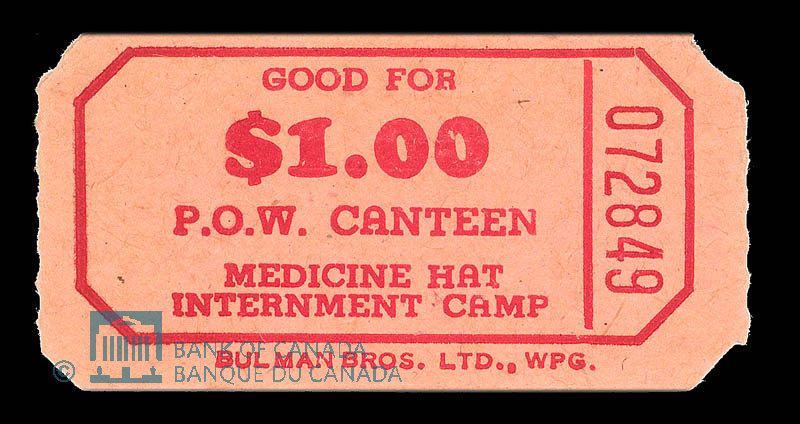 GOOD FOR
$1.00
P.O.W. CANTEEN
MEDICINE HAT
INTERNMENT CAMP
072849
BULMAN BROS. LTD., WPG.
© BANK OF CANADA
BANQUE DU CANADA